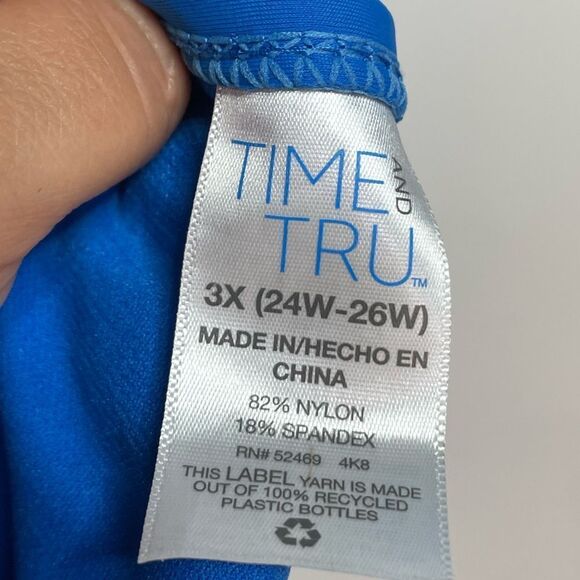 TIME AND
TRU™
3X (24W-26W)
MADE IN/HECHO EN
CHINA
82% NYLON
18% SPANDEX
RN# 52469 4K8
THIS LABEL YARN IS MADE
OUT OF 100% RECYCLED
PLASTIC BOTTLES